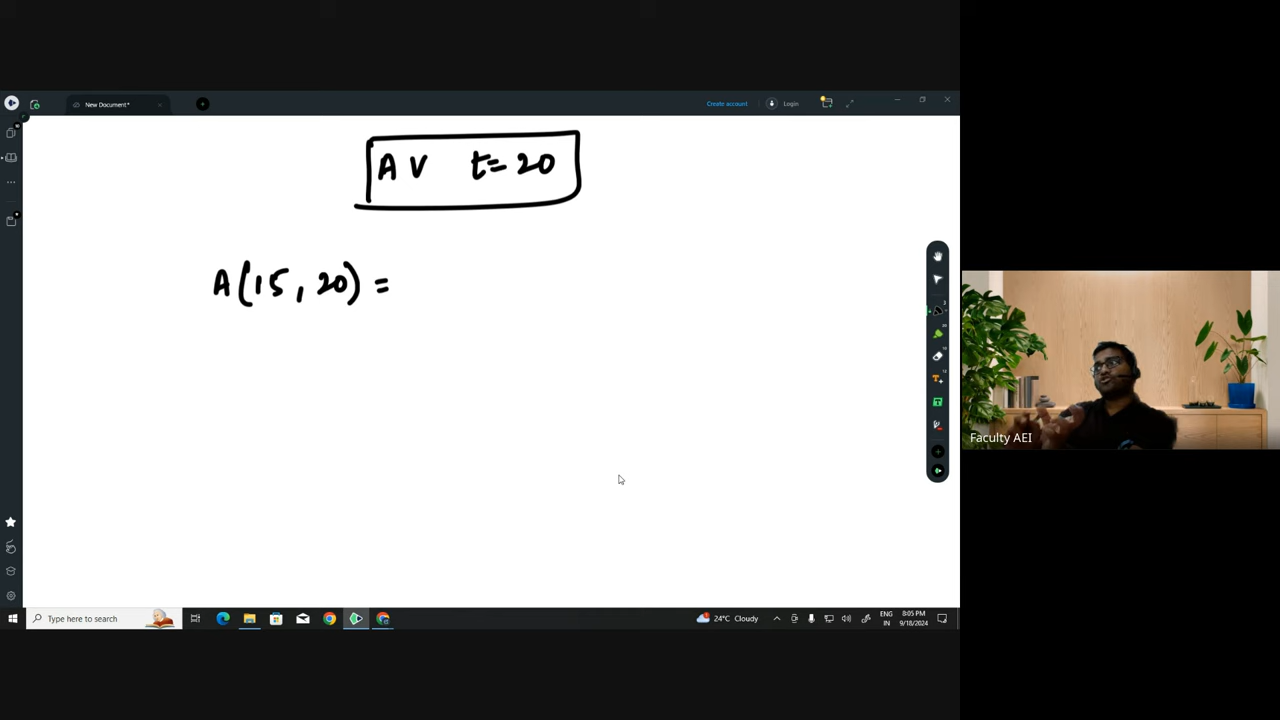 New Document*
Create account
Login
A V t = 20
A(15, 20) =
Faculty AEI
Type here to search
24°C Cloudy
ENG
IN
8:05 PM
9/18/2024